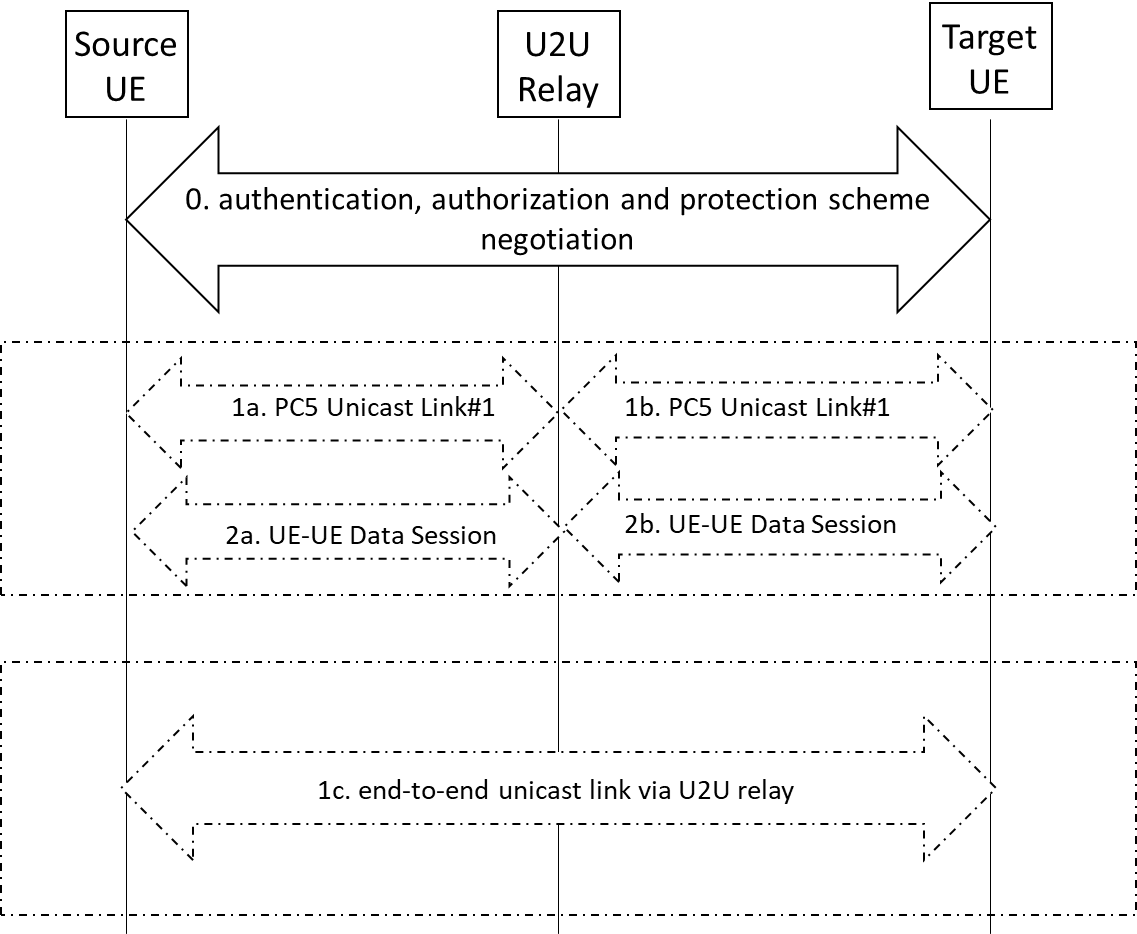 Source
UE
U2U
Relay
Target
UE
0. authentication, authorization and protection scheme
negotiation
1a. PC5 Unicast Link#1
1b. PC5 Unicast Link#1
2a. UE-UE Data Session
2b. UE-UE Data Session
1c. end-to-end unicast link via U2U relay